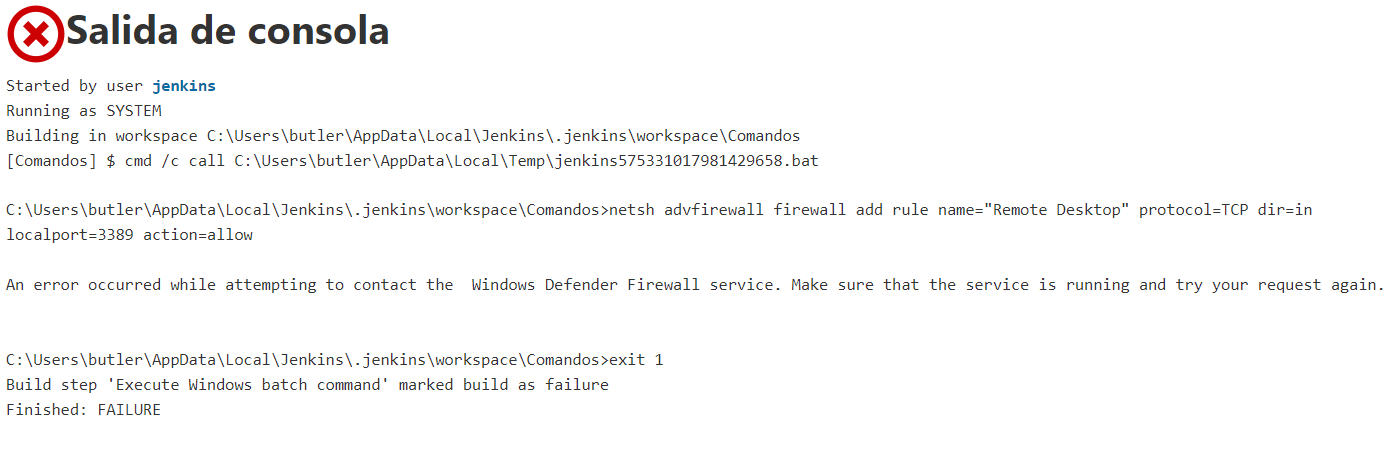 Salida de consola
Started by user jenkins
Running as SYSTEM
Building in workspace C:\Users\butler\AppData\Local\Jenkins\.jenkins\workspace\Comandos
[Comandos] $ cmd /c call C:\Users\butler\AppData\Local\Temp\jenkins575331017981429658.bat
C:\Users\butler\AppData\Local\Jenkins\.jenkins\workspace\Comandos>netsh advfirewall firewall add rule name="Remote Desktop" protocol=TCP dir=in
localport=3389 action=allow
An error occurred while attempting to contact the  Windows Defender Firewall service. Make sure that the service is running and try your request again.
C:\Users\butler\AppData\Local\Jenkins\.jenkins\workspace\Comandos>exit 1
Build step 'Execute Windows batch command' marked build as failure
Finished: FAILURE